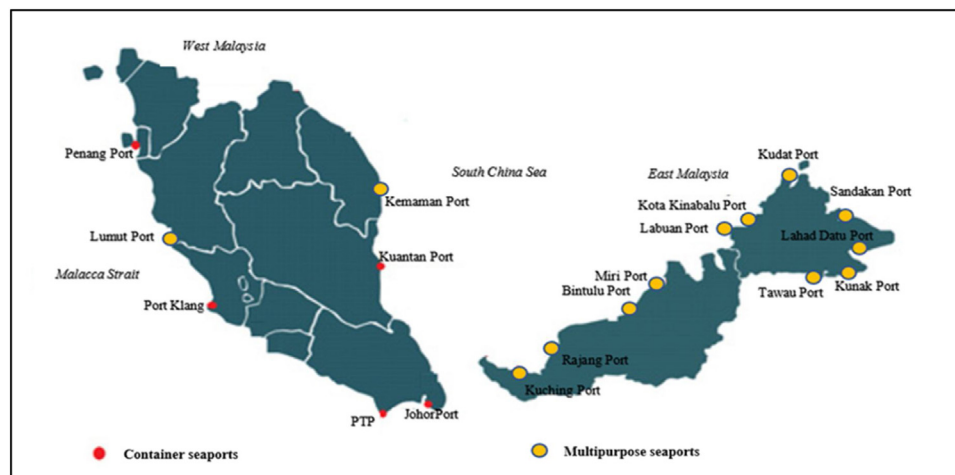 West Malaysia
Penang Port
South China Sea
East Malaysia
Kudat Port
Sandakan Port
Kemaman Port
Kota Kinabalu Port
Labuan Port
Lumut Port
Lahad Datu Port
Kuantan Port
Malacca Strait
Miri Port
Kunak Port
Tawau Port
Bintulu Port
Port Klang
Rajang Port
Kuching Port
PTP
JohorPort
Container seaports
Multipurpose seaports